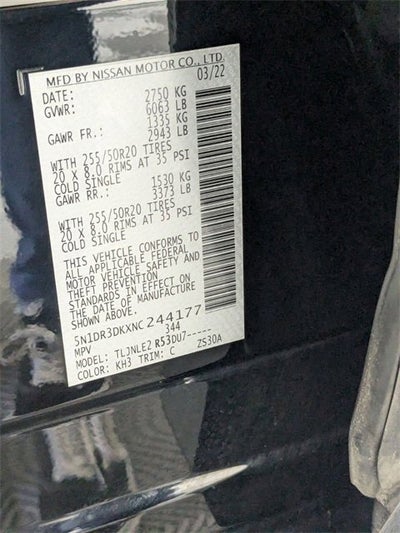 MFD BY NISSAN MOTOR CO., LTD.
DATE: 03/22
GVWR: 2750 KG
6063 LB
GAWR FR.: 1335 KG
2943 LB
WITH 255/50R20 TIRES
20 X 8.0 RIMS AT 35 PSI
COLD SINGLE
GAWR RR.: 1530 KG
3373 LB
WITH 255/50R20 TIRES
20 X 8.0 RIMS AT 35 PSI
COLD SINGLE
THIS VEHICLE CONFORMS TO
ALL APPLICABLE FEDERAL
MOTOR VEHICLE SAFETY AND
THEFT PREVENTION
STANDARDS IN EFFECT ON
THE DATE OF MANUFACTURE
SHOWN ABOVE.
5N1DR3DKXNC244177
MPV 344
MODEL: TLJNLE2 R53DU7-----
COLOR: KH3 TRIM: C ZS30A